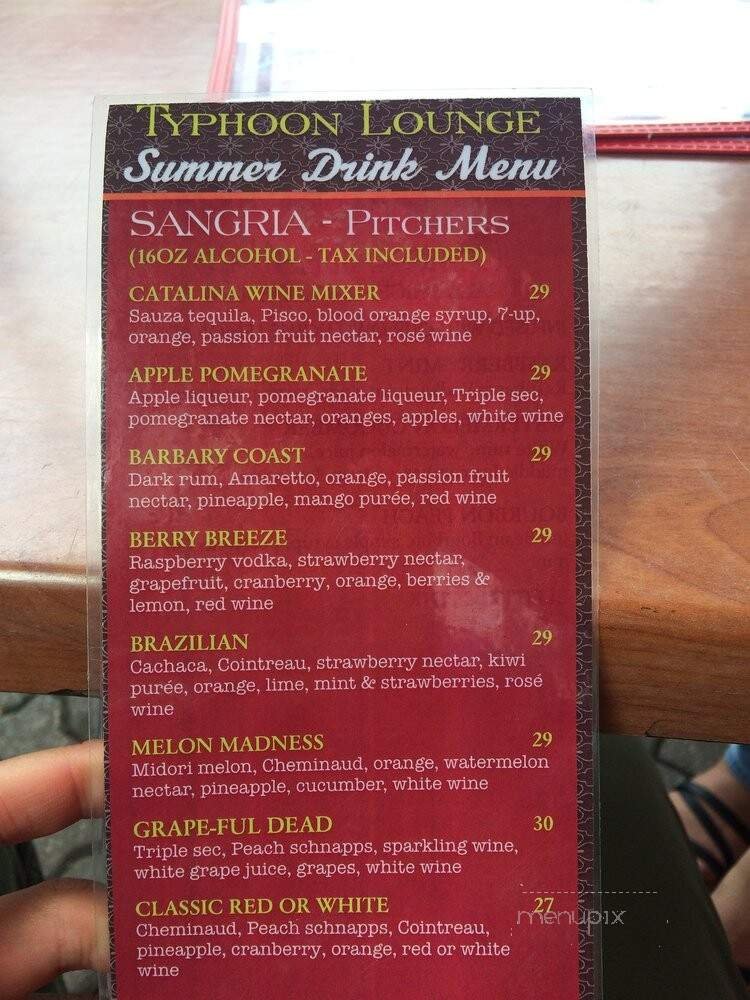 TYPHOON LOUNGE
Summer Drink Menu
SANGRIA - PITCHERS
(16OZ ALCOHOL - TAX INCLUDED)
CATALINA WINE MIXER 29
Sauza tequila, Pisco, blood orange syrup, 7-up,
orange, passion fruit nectar, rosé wine
APPLE POMEGRANATE 29
Apple liqueur, pomegranate liqueur, Triple sec,
pomegranate nectar, oranges, apples, white wine
BARBARY COAST 29
Dark rum, Amaretto, orange, passion fruit
nectar, pineapple, mango purée, red wine
BERRY BREEZE 29
Raspberry vodka, strawberry nectar,
grapefruit, cranberry, orange, berries &
lemon, red wine
BRAZILIAN 29
Cachaca, Cointreau, strawberry nectar, kiwi
purée, orange, lime, mint & strawberries, rosé
wine
MELON MADNESS 29
Midori melon, Cheminaud, orange, watermelon
nectar, pineapple, cucumber, white wine
GRAPE-FUL DEAD 30
Triple sec, Peach schnapps, sparkling wine,
white grape juice, grapes, white wine
CLASSIC RED OR WHITE 27
menupix
Cheminaud, Peach schnapps, Cointreau,
pineapple, cranberry, orange, red or white
wine